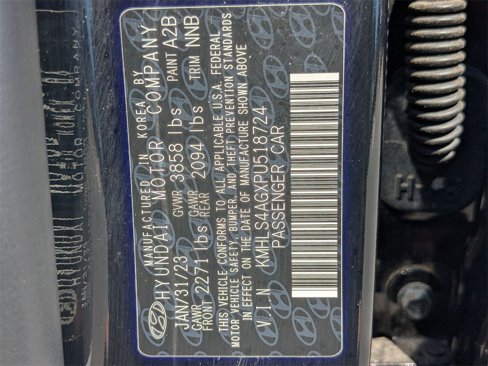 MANUFACTURED IN KOREA BY
HYUNDAI MOTOR COMPANY
JAN/31/23 GVWR 3858 lbs PAINT A2B
GAWR FRONT 2271 lbs GAWR REAR 2094 lbs TRIM NNB
THIS VEHICLE CONFORMS TO ALL APPLICABLE U.S.A. FEDERAL
MOTOR VEHICLE SAFETY, BUMPER, AND THEFT PREVENTION STANDARDS
IN EFFECT ON THE DATE OF MANUFACTURE SHOWN ABOVE
V.I.N KMHLS4AGXPU518724
PASSENGER CAR